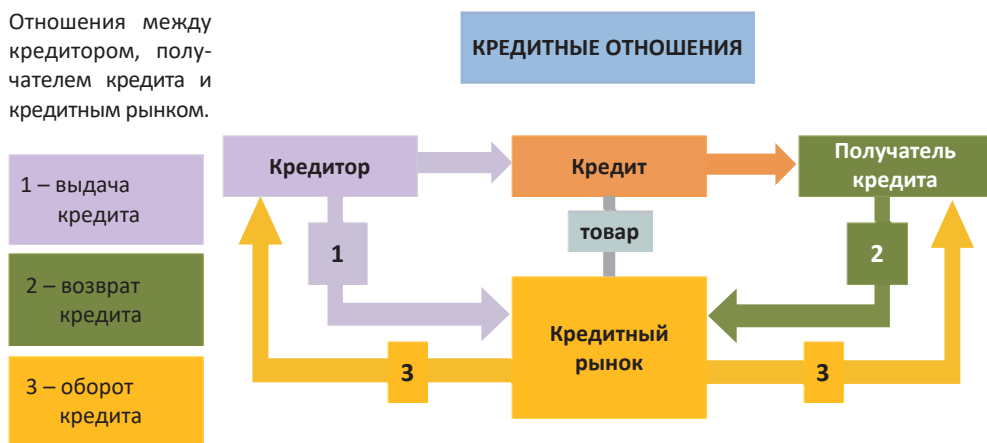 Отношения между
кредитором, полу-
чателем кредита и
кредитным рынком.
КРЕДИТНЫЕ ОТНОШЕНИЯ
1 – выдача
кредита
2 – возврат
кредита
3 – оборот
кредита
Кредитор
Кредит
Получатель
кредита
товар
1
2
Кредитный
рынок
3
3